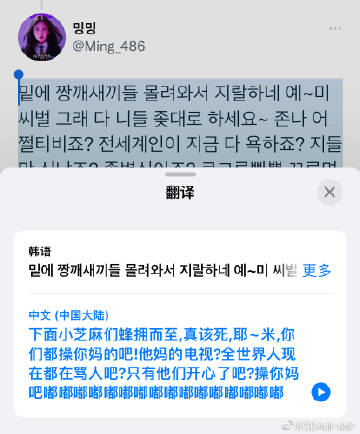 밍밍
@Ming_486
밑에 짱깨새끼들 몰려와서 지랄하네 예~미
씨벌 그래 다 니들 좆대로 하세요~ 존나 어
쩔티비죠? 전세계인이 지금 다 욕하죠? 지들
翻译
韩语
밑에 짱깨새끼들 몰려와서 지랄하네 예~미 씨벌 更多
中文 (中国大陆)
下面小芝麻们蜂拥而至,真该死,耶~米,你
们都操你妈的吧!他妈的电视?全世界人现
在都在骂人吧?只有他们开心了吧?操你妈
吧嘟嘟嘟嘟嘟嘟嘟嘟嘟嘟嘟嘟嘟嘟嘟嘟